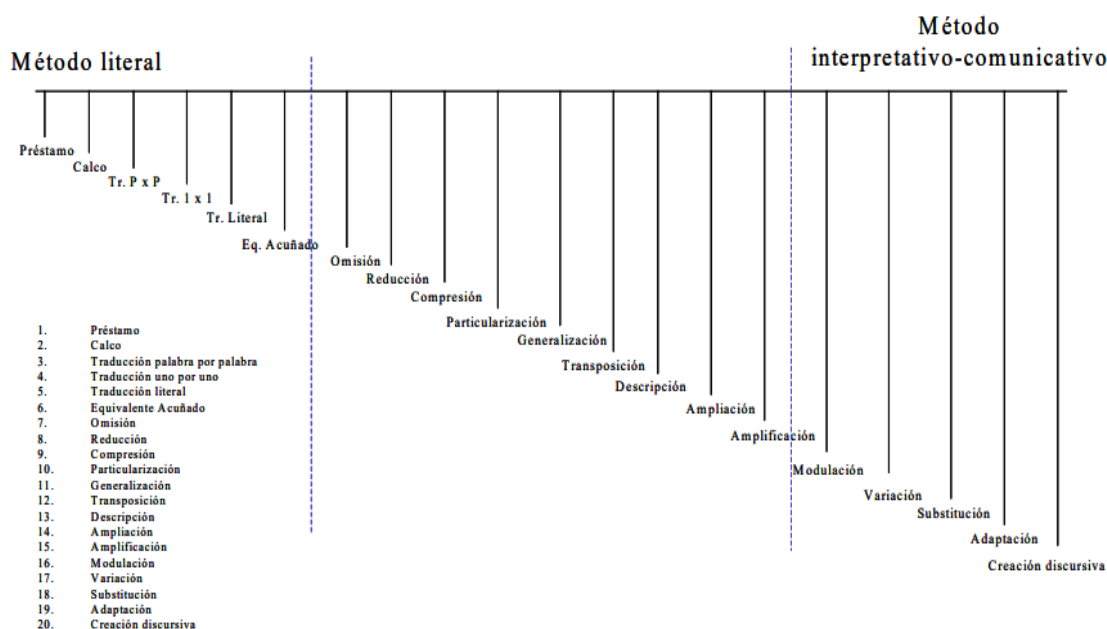 Método
interpretativo-comunicativo
Método literal
Préstamo
Calco
Tr. P x P
Tr. 1 x 1
Tr. Literal
Eq. Acuñado
Omisión
Reducción
Compresión
Particularización
Generalización
Transposición
Descripción
Ampliación
Amplificación
Modulación
Variación
Substitución
Adaptación
Creación discursiva
1. Préstamo
2. Calco
3. Traducción palabra por palabra
4. Traducción uno por uno
5. Traducción literal
6. Equivalente Acuñado
7. Omisión
8. Reducción
9. Compresión
10. Particularización
11. Generalización
12. Transposición
13. Descripción
14. Ampliación
15. Amplificación
16. Modulación
17. Variación
18. Substitución
19. Adaptación
20. Creación discursiva